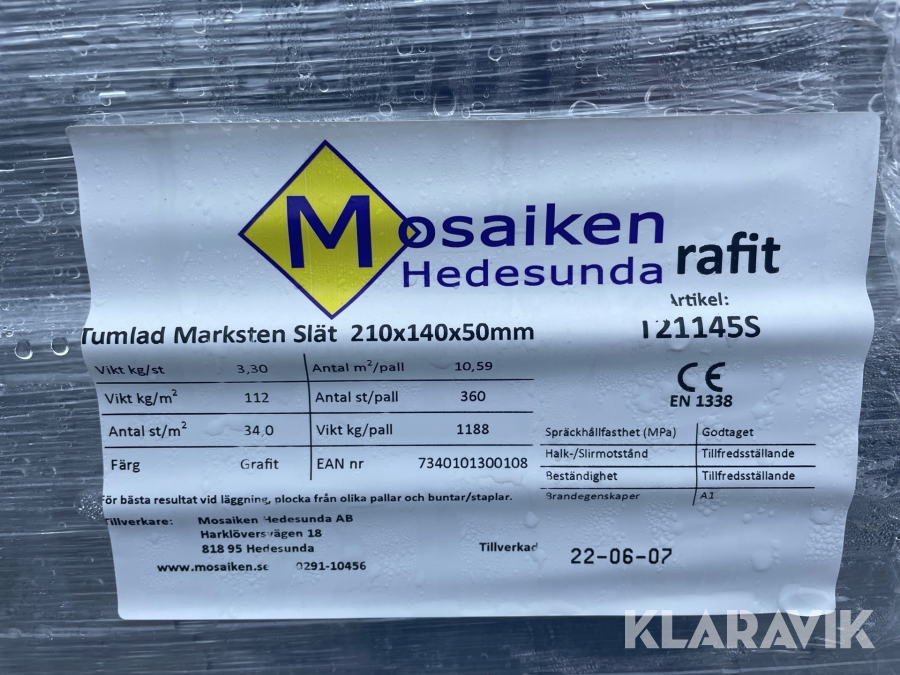 KLARAVIK
Mosaiken
Hedesunda
rafit
Artikel:
T21145S
Tumlad Marksten Slät 210x140x50mm
Vikt kg/st 3,30 Antal m²/pall 10,59
Vikt kg/m² 112 Antal st/pall 360
Antal st/m² 34,0 Vikt kg/pall 1188
Färg Grafit EAN nr 7340101300108
CE
EN 1338
Spräckhållfasthet (MPa) Godtaget
Halk-/Slirmotstånd Tillfredsställande
Beständighet Tillfredsställande
Brandegenskaper A1
För bästa resultat vid läggning, plocka från olika pallar och buntar/staplar.
Tillverkare: Mosaiken Hedesunda AB
Harklöversvägen 18
818 95 Hedesunda
www.mosaiken.se 0291-10456
Tillverkad 22-06-07
KLARAVIK